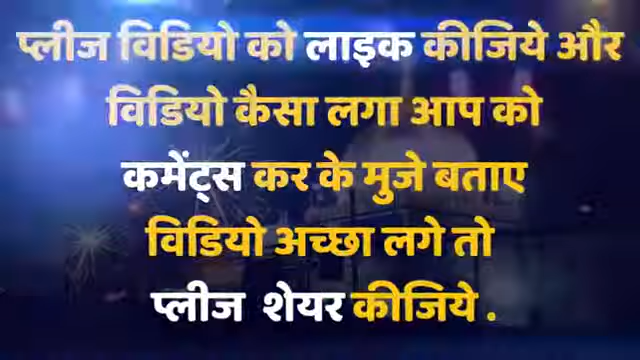 प्लीज विडियो को लाइक कीजिये और
विडियो कैसा लगा आप को
कमेंट्स कर के मुजे बताए
विडियो अच्छा लगे तो
प्लीज शेयर कीजिये .